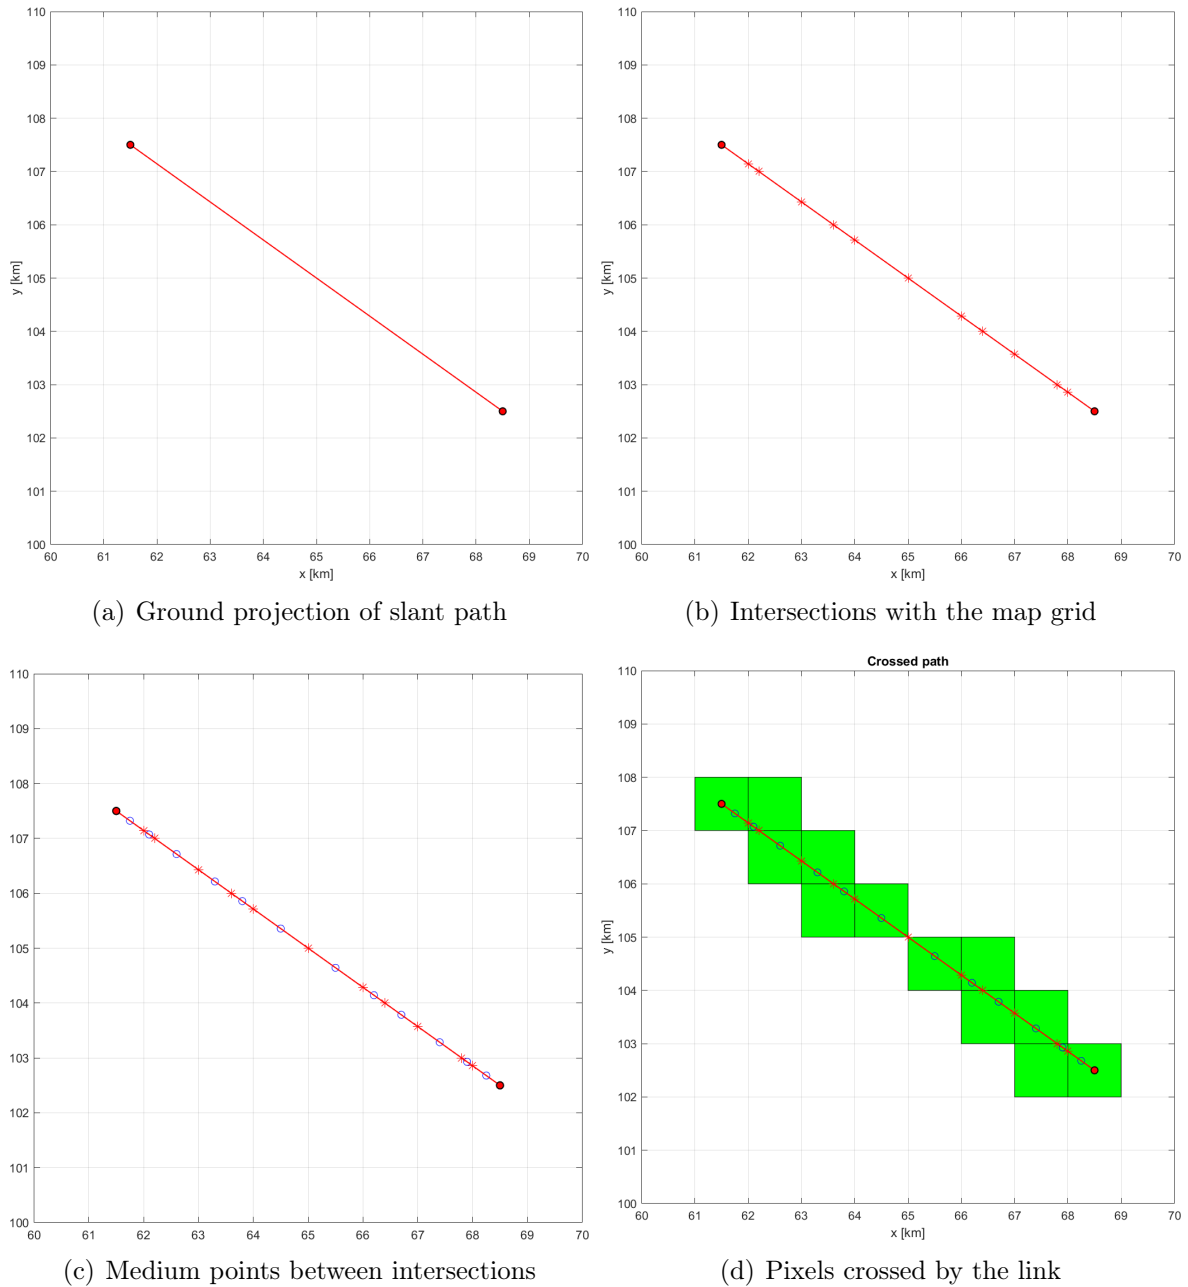 110
109
108
107
106
105
104
103
102
101
100
y [km]
60 61 62 63 64 65 66 67 68 69 70
x [km]
(a) Ground projection of slant path
110
109
108
107
106
105
104
103
102
101
100
y [km]
60 61 62 63 64 65 66 67 68 69 70
x [km]
(b) Intersections with the map grid
110
109
108
107
106
105
104
103
102
101
100
60 61 62 63 64 65 66 67 68 69 70
(c) Medium points between intersections
Crossed path
110
109
108
107
106
105
104
103
102
101
100
y [km]
60 61 62 63 64 65 66 67 68 69 70
x [km]
(d) Pixels crossed by the link